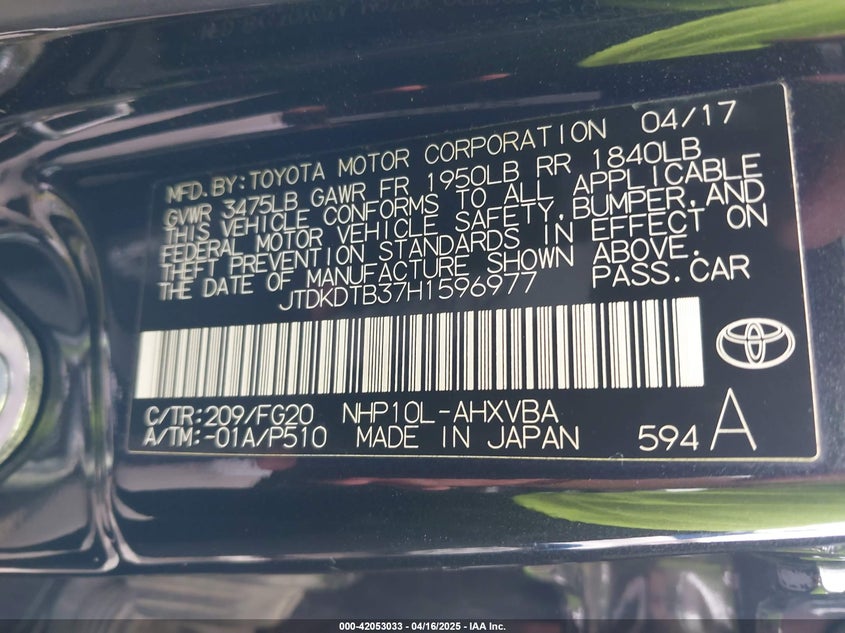 MFD. BY: TOYOTA MOTOR CORPORATION 04/17
GVWR 3475LB GAWR FR 1950LB RR 1840LB
THIS VEHICLE CONFORMS TO ALL APPLICABLE
FEDERAL MOTOR VEHICLE SAFETY, BUMPER, AND
THEFT PREVENTION STANDARDS IN EFFECT ON
THE DATE OF MANUFACTURE SHOWN ABOVE.
JTDKDTB37H1596977 PASS. CAR
C/TR: 209/FG20 NHP10L-AHXVBA
A/TM: -01A/P510 MADE IN JAPAN 594 A
000-42053033 - 04/16/2025 - IAA Inc.